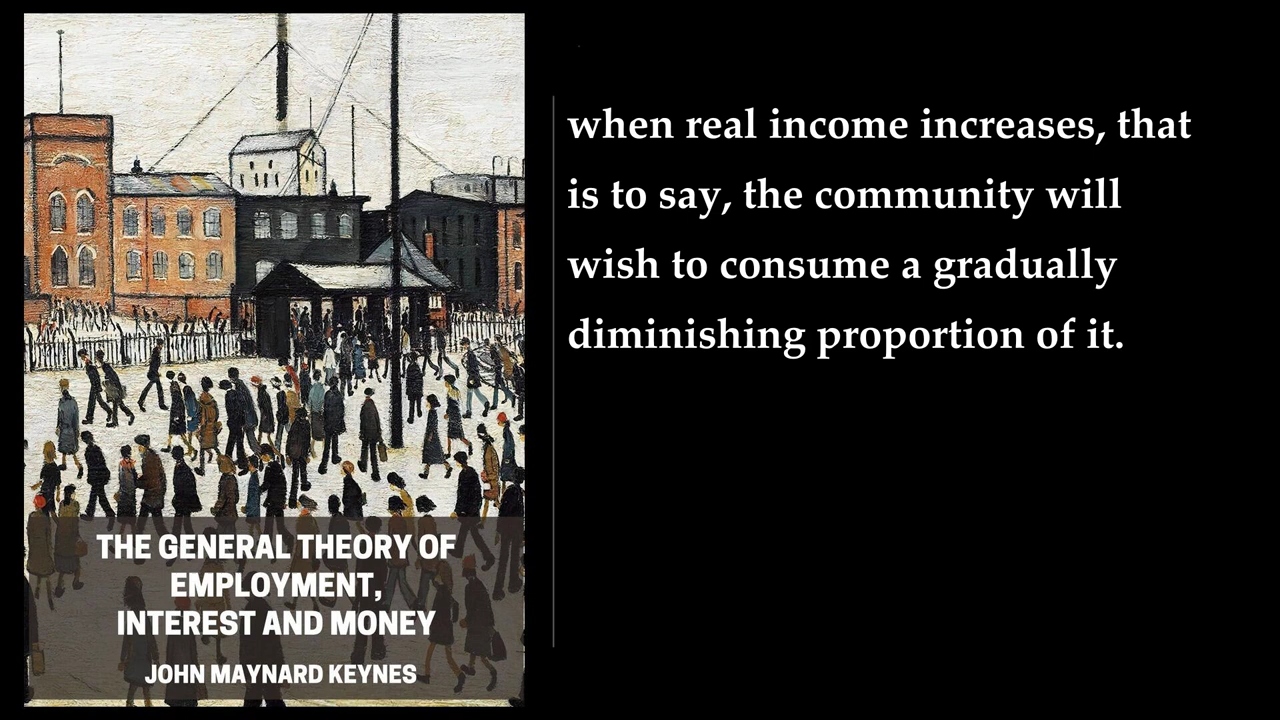 THE GENERAL THEORY OF
EMPLOYMENT,
INTEREST AND MONEY
JOHN MAYNARD KEYNES
when real income increases, that
is to say, the community will
wish to consume a gradually
diminishing proportion of it.